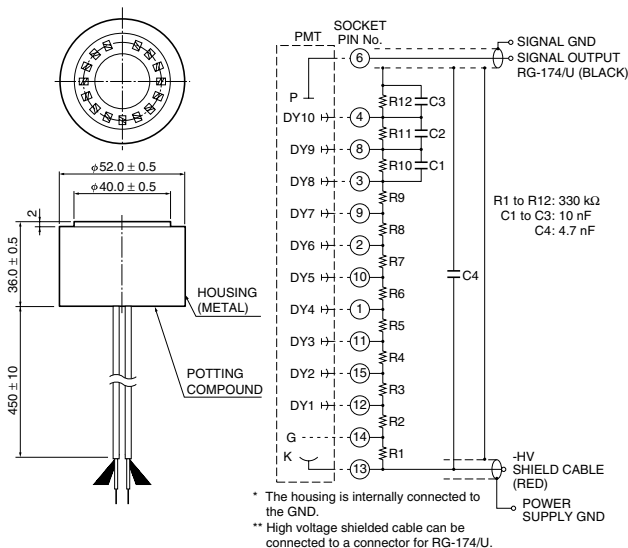 φ52.0 ± 0.5
φ40.0 ± 0.5
2
36.0 ± 0.5
450 ± 10
HOUSING
(METAL)
POTTING
COMPOUND
PMT
SOCKET
PIN No.
SIGNAL GND
SIGNAL OUTPUT
RG-174/U (BLACK)
6
P
R12 C3
DY10 4
R11 C2
DY9 8
R10 C1
DY8 3
R9
DY7 9
R8
DY6 2
R7
DY5 10
C4
R6
DY4 1
R5
DY3 11
R4
DY2 15
R3
DY1 12
R2
G 14
R1
K 13
R1 to R12: 330 kΩ
C1 to C3: 10 nF
C4: 4.7 nF
-HV
SHIELD CABLE
(RED)
POWER
SUPPLY GND
* The housing is internally connected to
the GND.
** High voltage shielded cable can be
connected to a connector for RG-174/U.